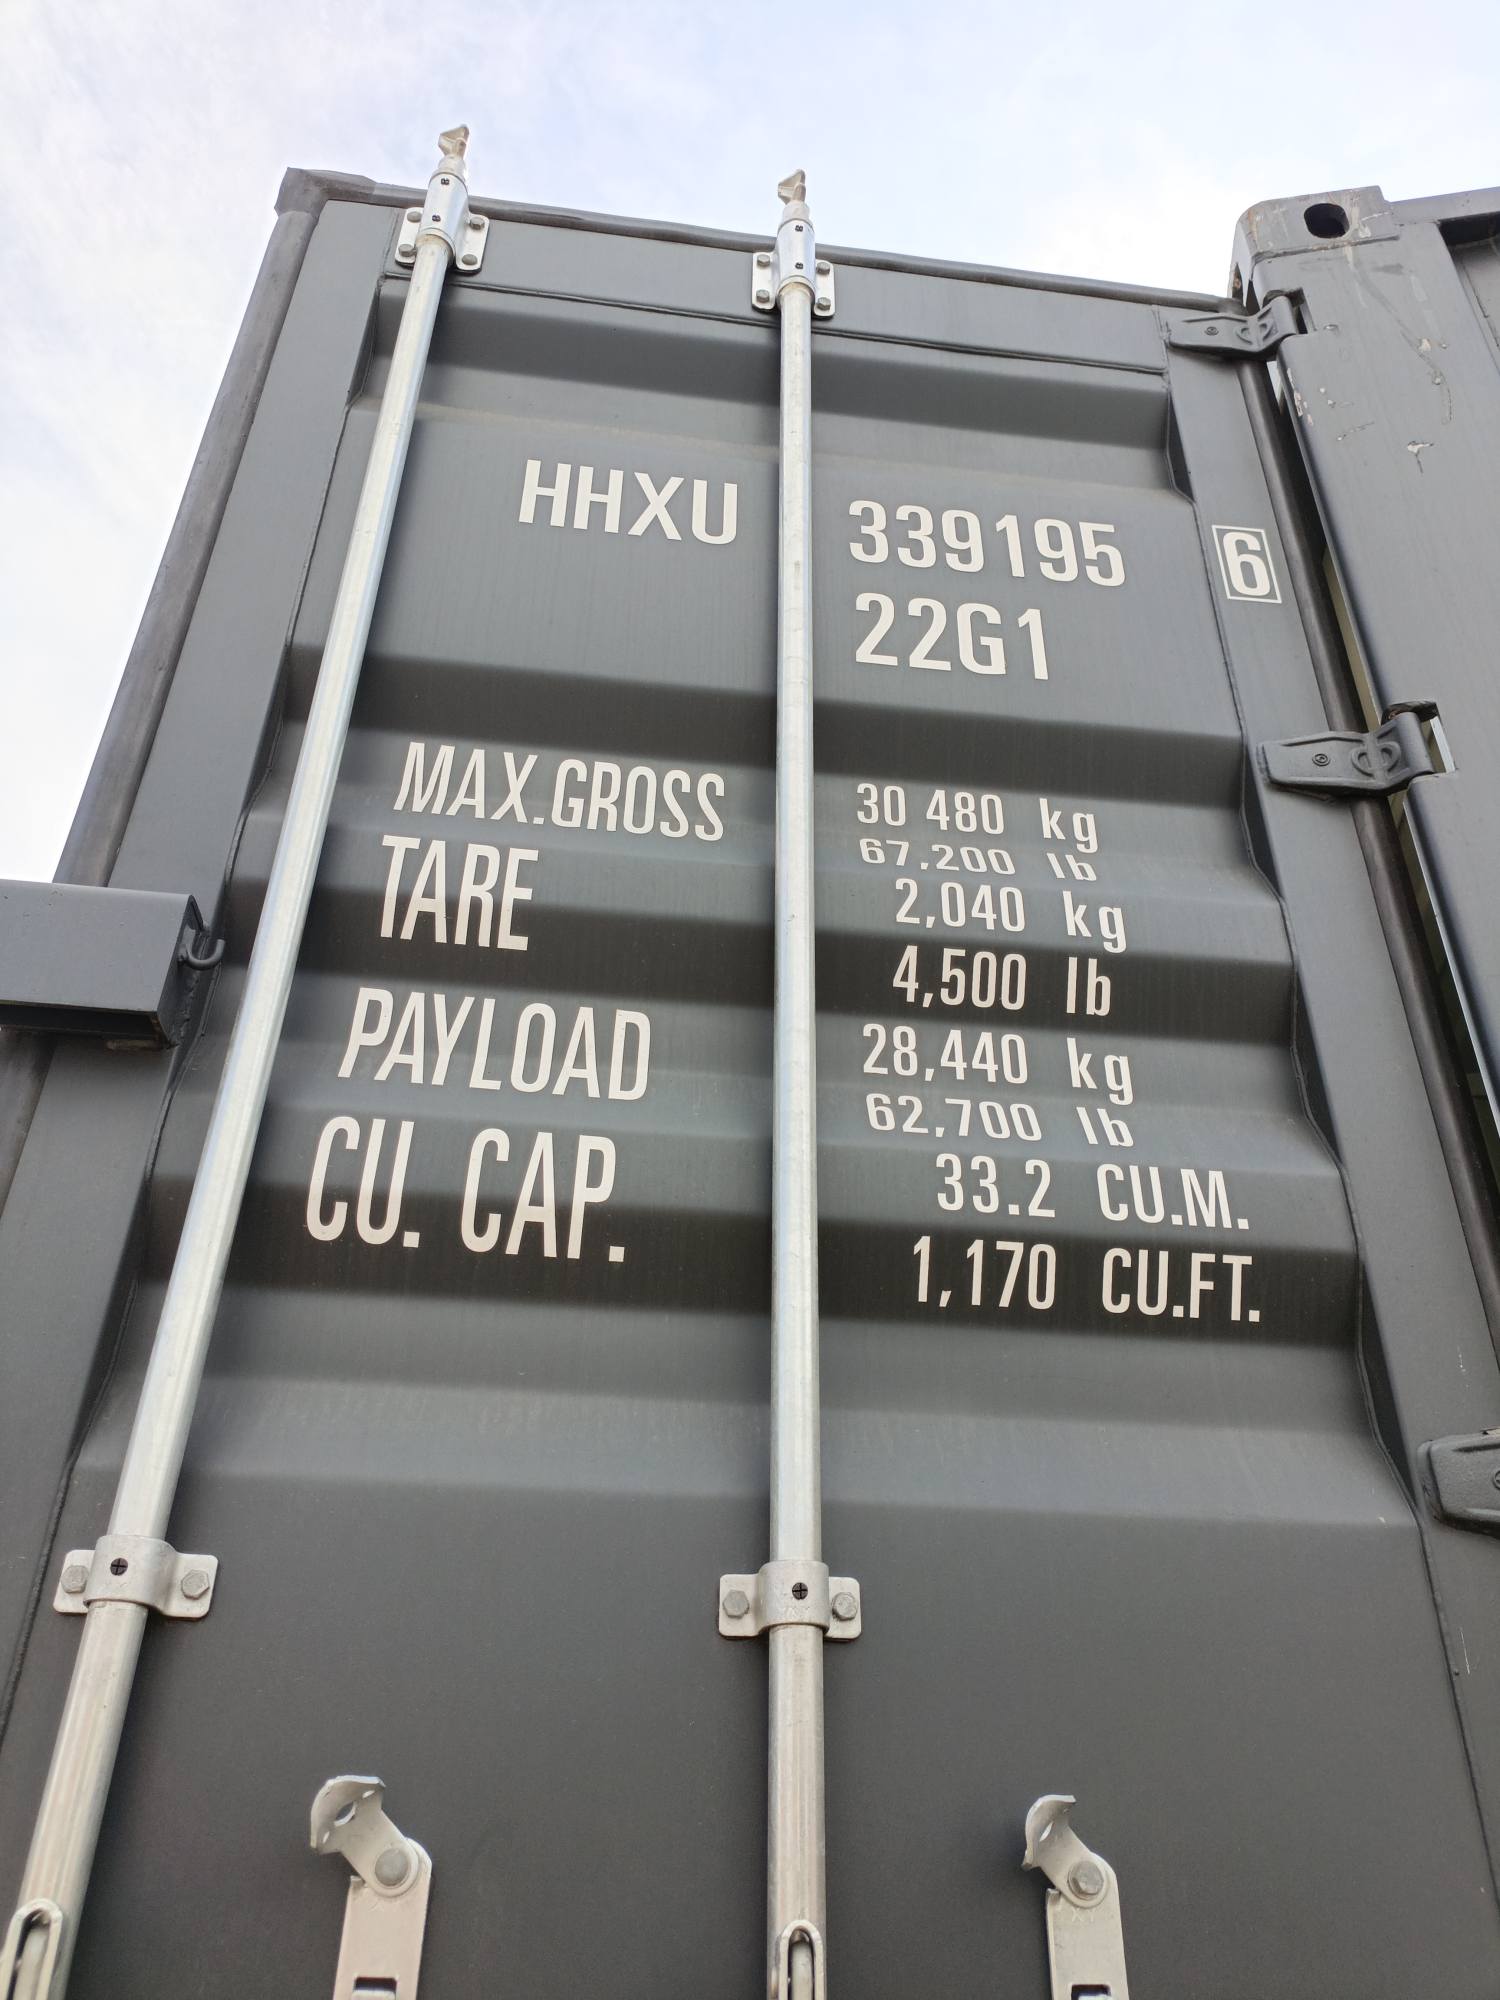 HHXU 339195 6
22G1
MAX.GROSS 30 480 kg
67,200 lb
TARE 2,040 kg
4,500 lb
PAYLOAD 28,440 kg
62,700 lb
CU. CAP. 33.2 CU.M.
1,170 CU.FT.